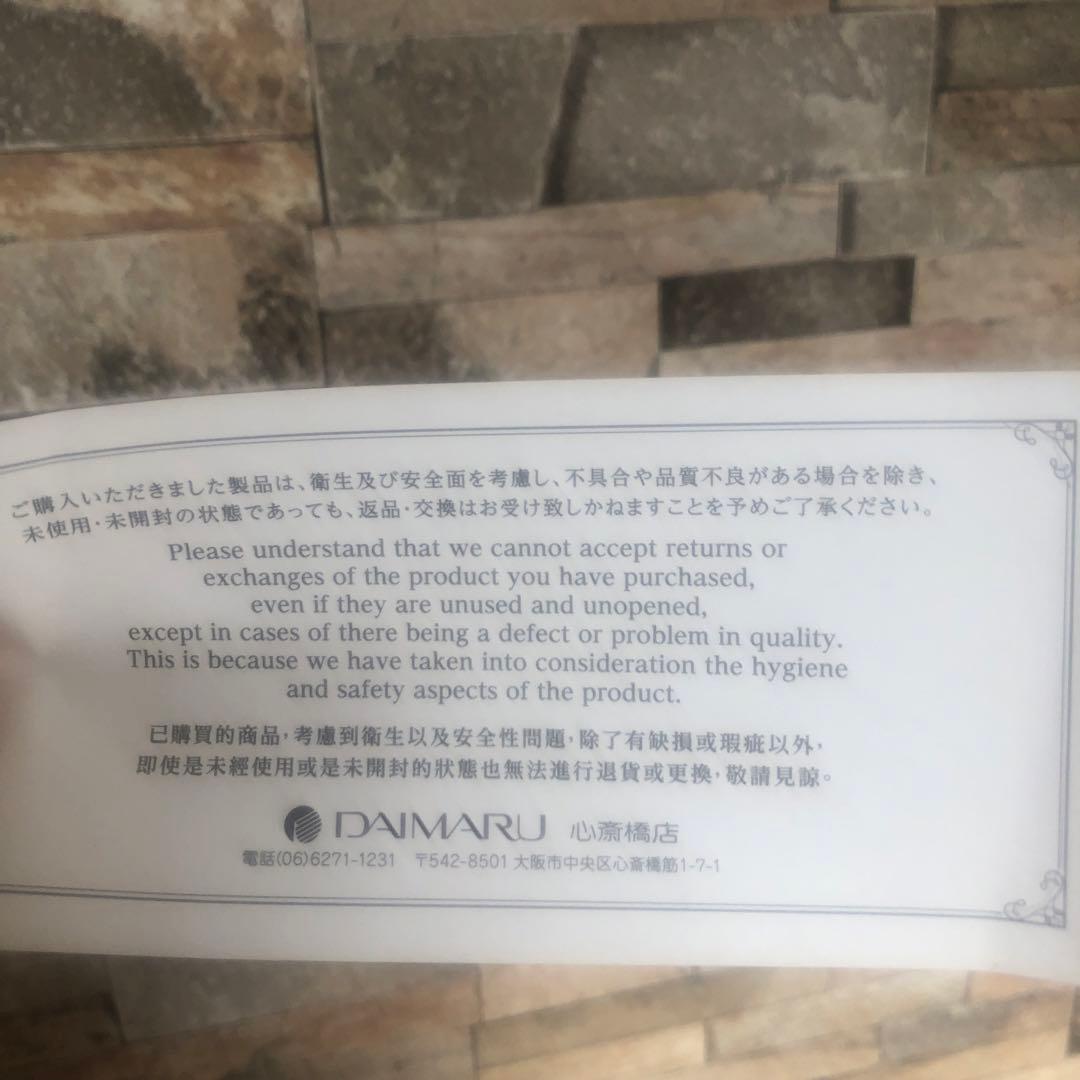 ご購入いただきました製品は、衛生及び安全面を考慮し、不具合や品質不良がある場合を除き、
未使用・未開封の状態であっても、返品・交換はお受け致しかねますことを予めご了承ください。
Please understand that we cannot accept returns or
exchanges of the product you have purchased,
even if they are unused and unopened,
except in cases of there being a defect or problem in quality.
This is because we have taken into consideration the hygiene
and safety aspects of the product.
已購買的商品，考慮到衛生以及安全性問題，除了有缺損或瑕疵以外，
即使是未經使用或是未開封的狀態也無法進行退貨或更換，敬請見諒。
DAIMARU 心斎橋店
電話(06)6271-1231 〒542-8501 大阪市中央区心斎橋筋1-7-1